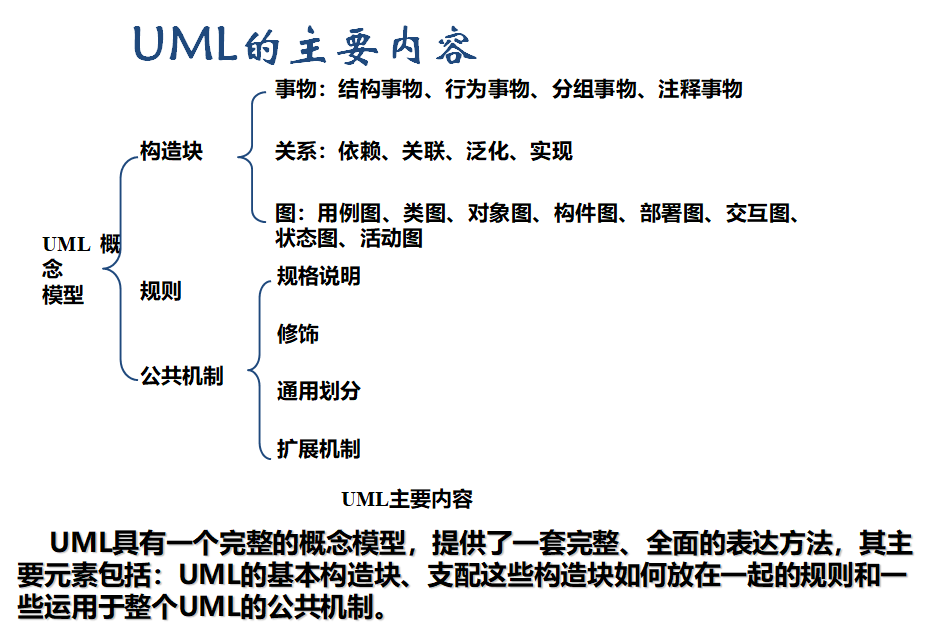 UML的主要内容
事物：结构事物、行为事物、分组事物、注释事物
构造块
关系：依赖、关联、泛化、实现
图：用例图、类图、对象图、构件图、部署图、交互图、
状态图、活动图
UML 概
念
模型
规则
规格说明
修饰
公共机制
通用划分
扩展机制
UML主要内容
UML具有一个完整的概念模型，提供了一套完整、全面的表达方法，其主
要元素包括：UML的基本构造块、支配这些构造块如何放在一起的规则和一
些运用于整个UML的公共机制。